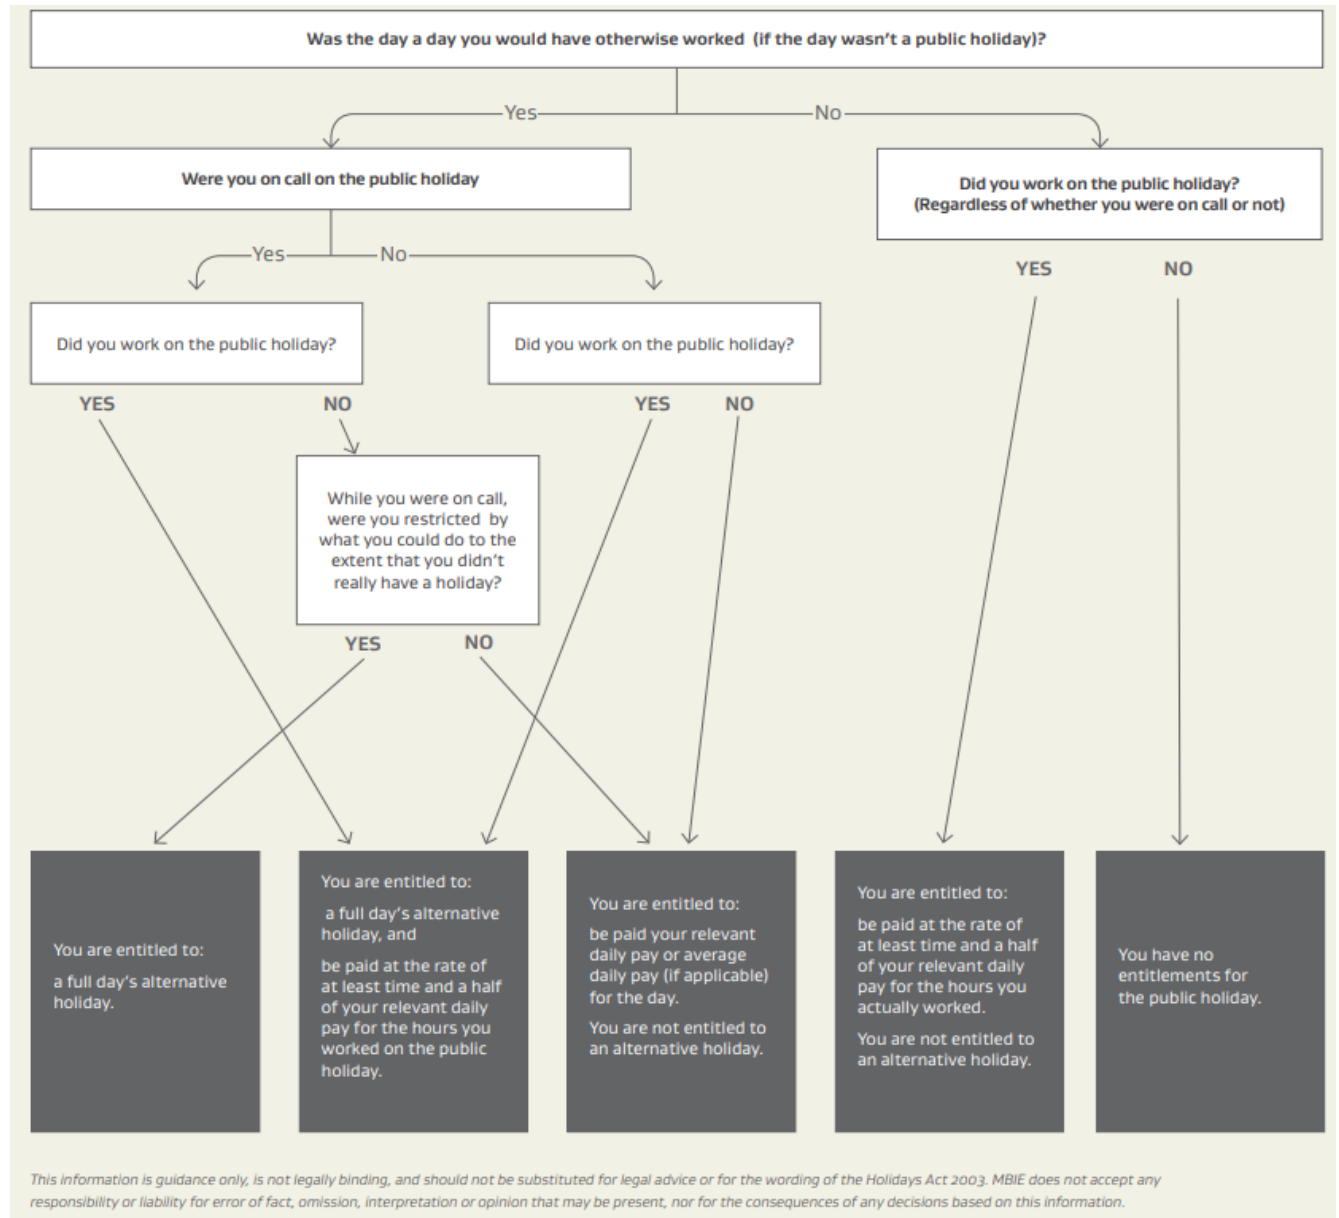 Was the day a day you would have otherwise worked (if the day wasn't a public holiday)?
Yes
No
Were you on call on the public holiday
Did you work on the public holiday?
(Regardless of whether you were on call or not)
Yes
No
YES
NO
Did you work on the public holiday?
Did you work on the public holiday?
YES
NO
YES
NO
While you were on call,
were you restricted by
what you could do to the
extent that you didn't
really have a holiday?
YES
NO
You are entitled to:
a full day's alternative
holiday.
You are entitled to:
a full day's alternative
holiday, and
be paid at the rate of
at least time and a half
of your relevant daily
pay for the hours you
worked on the public
holiday.
You are entitled to:
be paid your relevant
daily pay or average
daily pay (if applicable)
for the day.
You are not entitled to
an alternative holiday.
You are entitled to:
be paid at the rate of
at least time and a half
of your relevant daily
pay for the hours you
actually worked.
You are not entitled to
an alternative holiday.
You have no
entitlements for
the public holiday.
This information is guidance only, is not legally binding, and should not be substituted for legal advice or for the wording of the Holidays Act 2003. MBIE does not accept any
responsibility or liability for error of fact, omission, interpretation or opinion that may be present, nor for the consequences of any decisions based on this information.